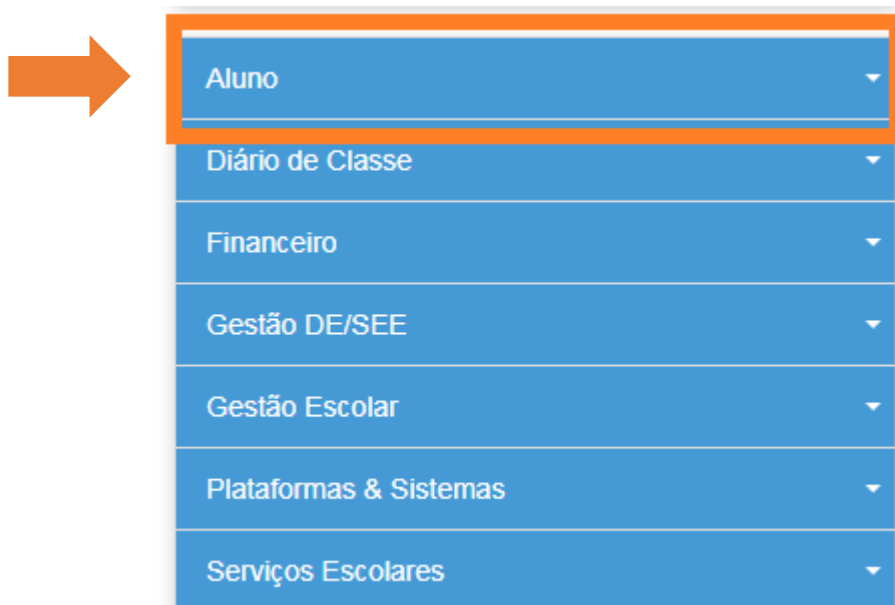 Aluno
Diário de Classe
Financeiro
Gestão DE/SEE
Gestão Escolar
Plataformas & Sistemas
Serviços Escolares